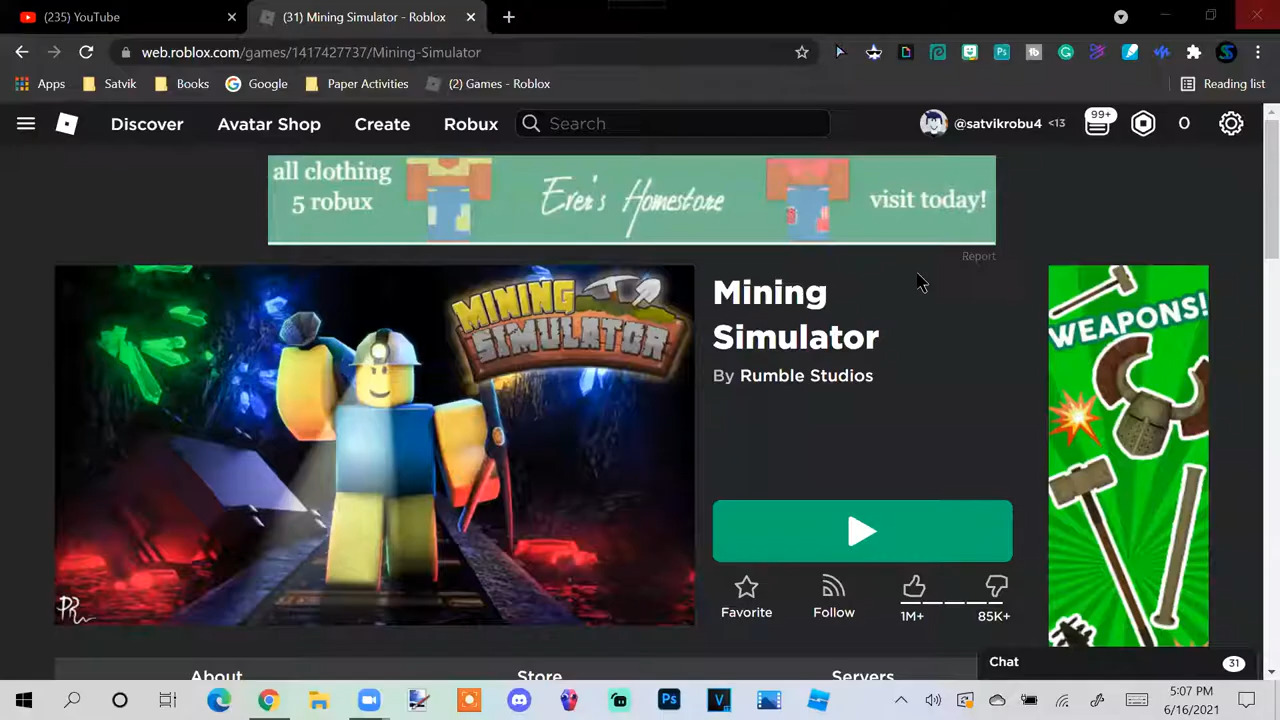 (235) YouTube
(31) Mining Simulator - Roblox
web.roblox.com/games/1417427737/Mining-Simulator
Apps
Satvik
Books
Google
Paper Activities
(2) Games - Roblox
Reading list
Discover
Avatar Shop
Create
Robux
Search
@satvikrobu4 <13
99+
0
all clothing
5 robux
Ever's Homestore
visit today!
Report
MINING
SIMULATOR
Mining
Simulator
By Rumble Studios
WEAPONS!
Favorite
Follow
1M+
85K+
About
Store
Servers
Chat
31
Ps
V
5:07 PM
6/16/2021